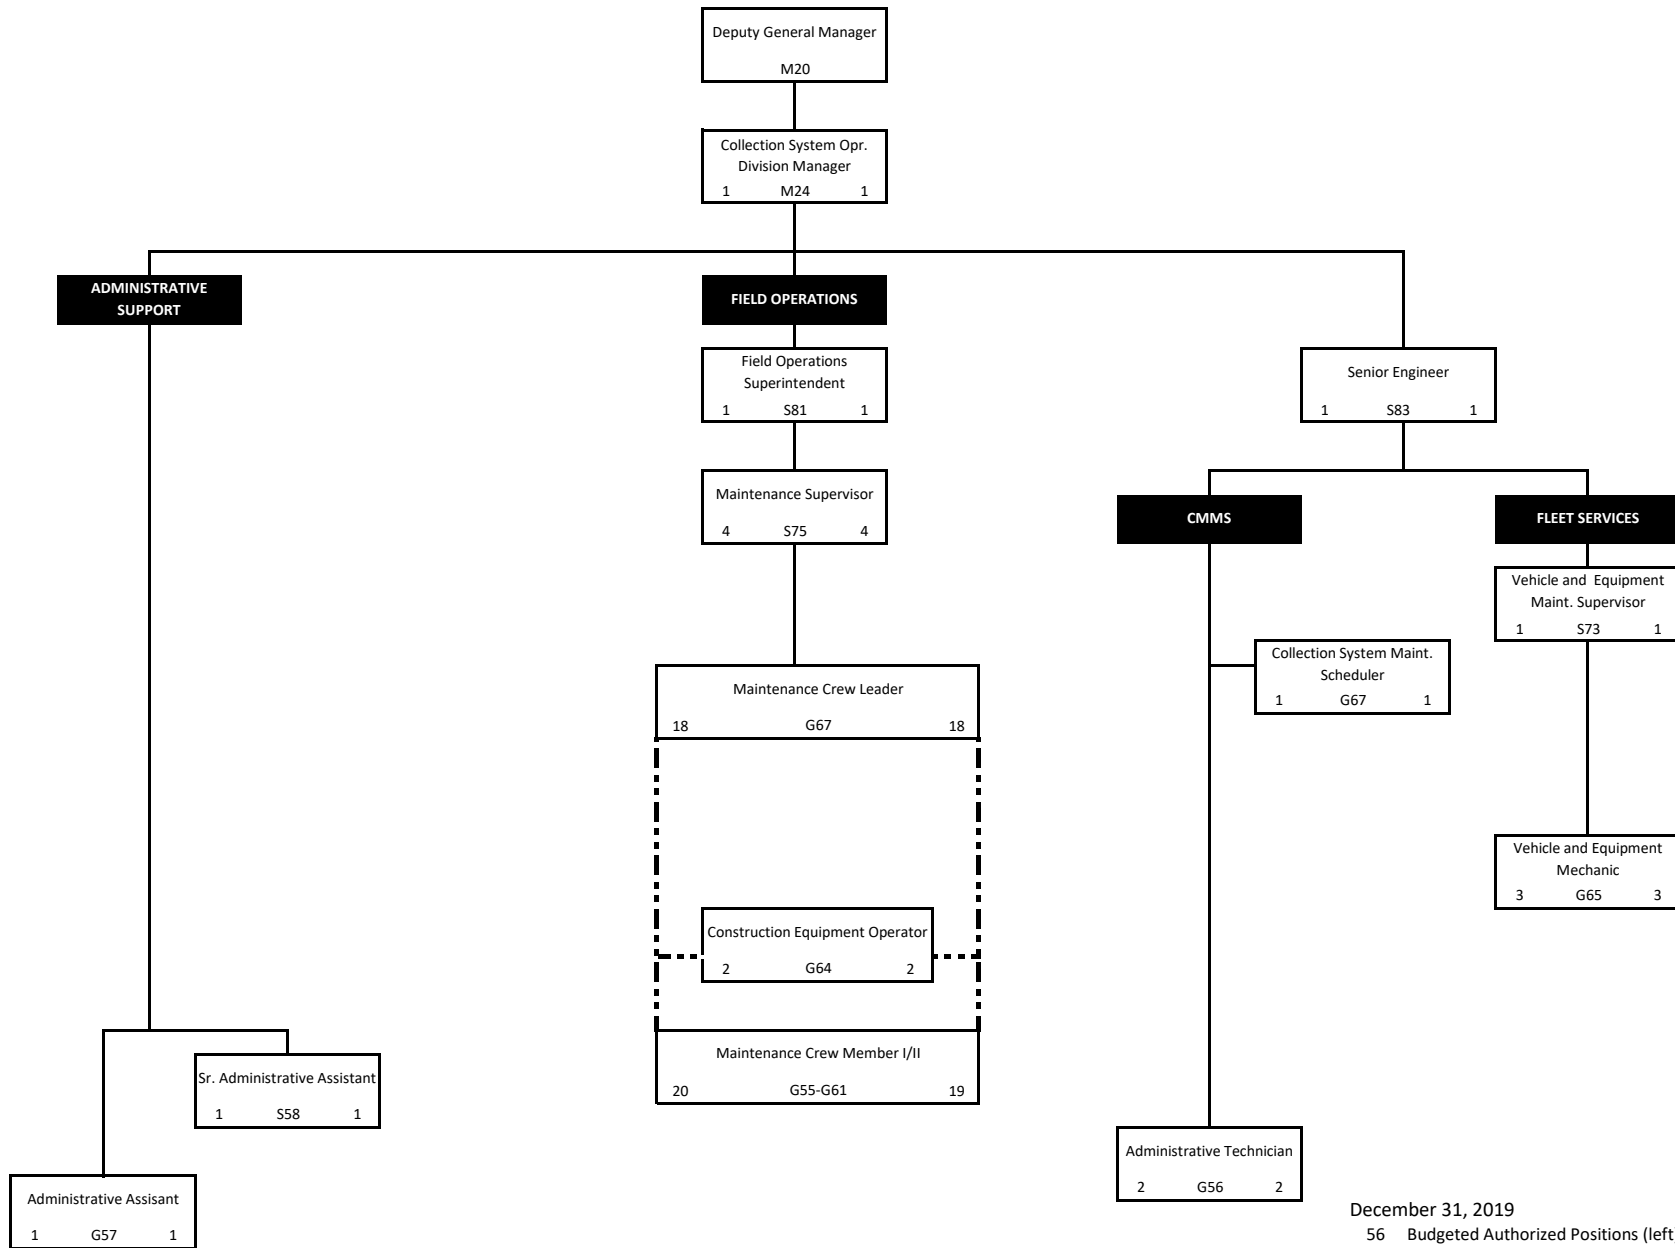 Deputy General Manager
M20
Collection System Opr.
Division Manager
1 M24 1
ADMINISTRATIVE
SUPPORT
FIELD OPERATIONS
Field Operations
Superintendent
1 S81 1
Senior Engineer
1 S83 1
Maintenance Supervisor
4 S75 4
CMMS
FLEET SERVICES
Vehicle and Equipment
Maint. Supervisor
1 S73 1
Collection System Maint.
Scheduler
1 G67 1
Maintenance Crew Leader
18 G67 18
Vehicle and Equipment
Mechanic
3 G65 3
Construction Equipment Operator
2 G64 2
Maintenance Crew Member I/II
20 G55-G61 19
Sr. Administrative Assistant
1 S58 1
Administrative Technician
2 G56 2
Administrative Assisant
1 G57 1
December 31, 2019
56 Budgeted Authorized Positions (left